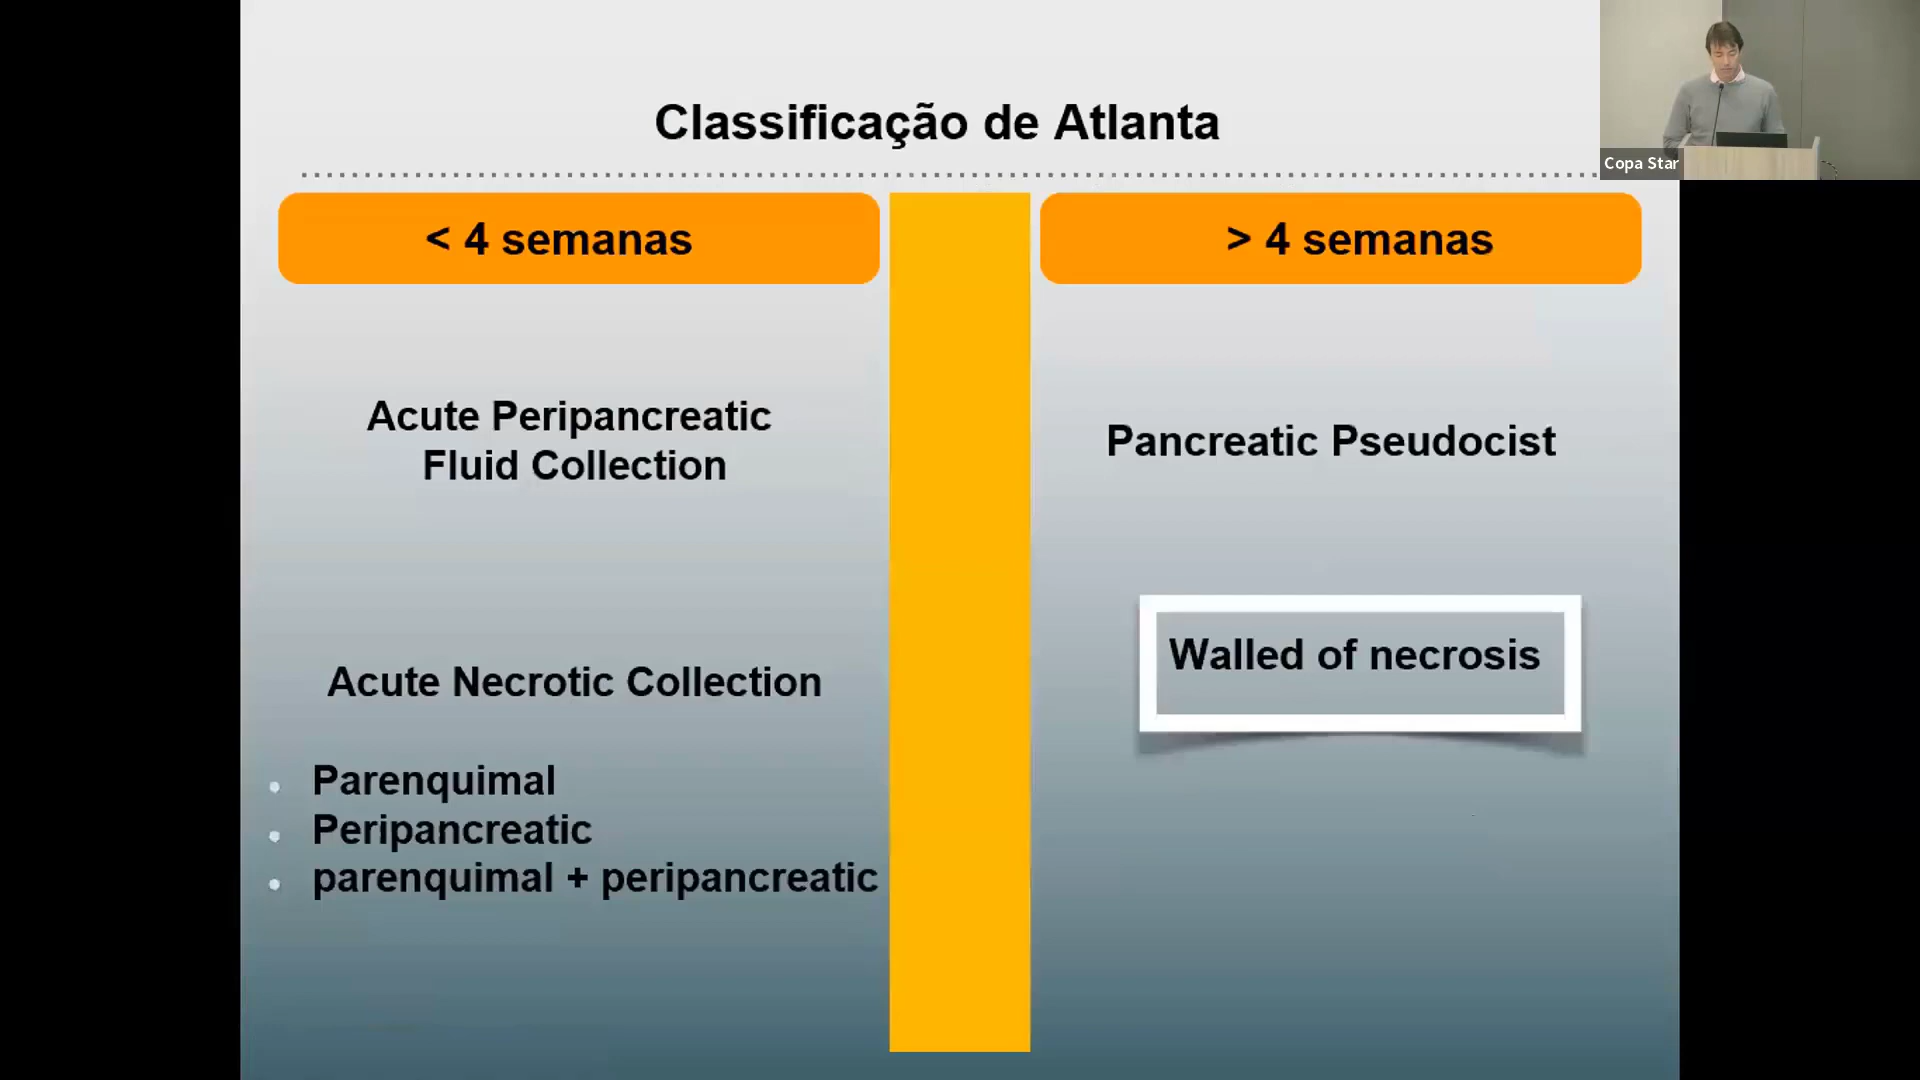 Classificação de Atlanta
Copa Star
< 4 semanas
> 4 semanas
Acute Peripancreatic
Fluid Collection
Pancreatic Pseudocist
Acute Necrotic Collection
Walled of necrosis
Parenquimal
Peripancreatic
parenquimal + peripancreatic